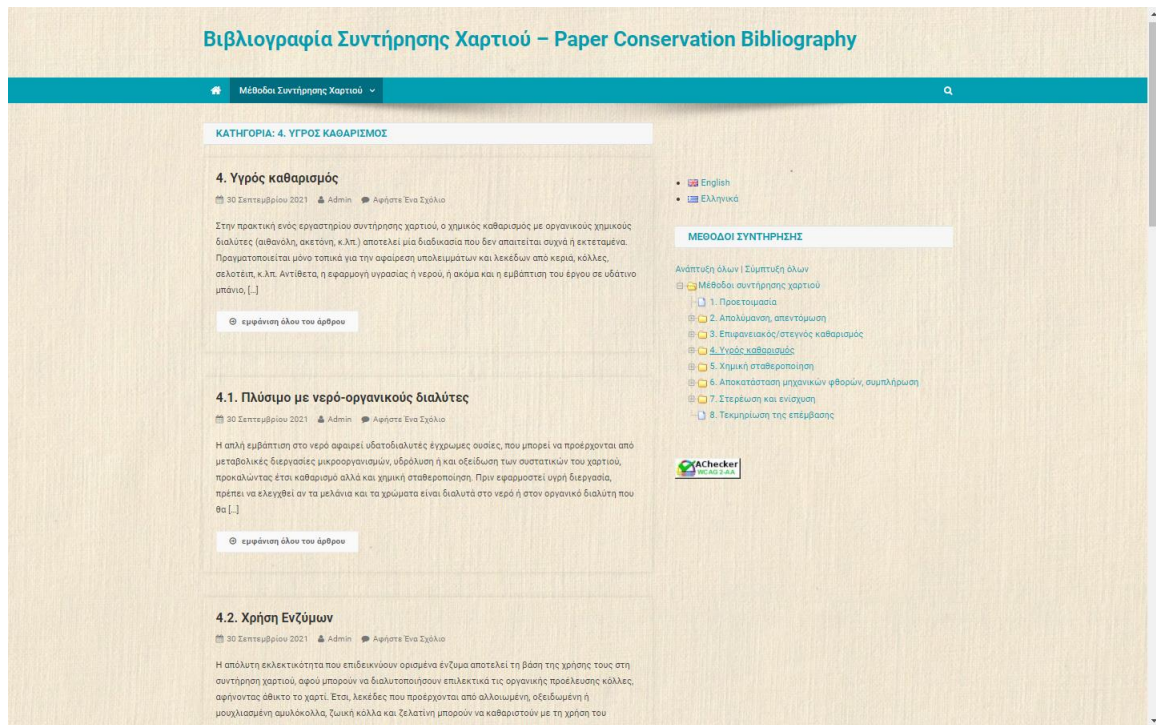 Βιβλιογραφία Συντήρησης Χαρτιού – Paper Conservation Bibliography
Μέθοδοι Συντήρησης Χαρτιού
ΚΑΤΗΓΟΡΙΑ: 4. ΥΓΡΟΣ ΚΑΘΑΡΙΣΜΟΣ
4. Υγρός καθαρισμός
30 Σεπτεμβρίου 2021 Admin Αφήστε Ένα Σχόλιο
Στην πρακτική ενός εργαστηρίου συντήρησης χαρτιού, ο χημικός καθαρισμός με οργανικούς χημικούς
διαλύτες (αιθανόλη, ακετόνη, κ.λπ.) αποτελεί μία διαδικασία που δεν απαιτείται συχνά ή εκτεταμένα.
Πραγματοποιείται μόνο τοπικά για την αφαίρεση υπολειμμάτων και λεκέδων από κεριά, κόλλες,
σελοτέιπ, κ.λπ. Αντίθετα, η εφαρμογή υγρασίας ή νερού, ή ακόμα και η εμβάπτιση του έργου σε υδάτινο
μπάνιο, […]
εμφάνιση όλου του άρθρου
4.1. Πλύσιμο με νερό-οργανικούς διαλύτες
30 Σεπτεμβρίου 2021 Admin Αφήστε Ένα Σχόλιο
Η απλή εμβάπτιση στο νερό αφαιρεί υδατοδιαλυτές έγχρωμες ουσίες, που μπορεί να προέρχονται από
μεταβολικές διεργασίες μικροοργανισμών, υδρόλυση ή και οξείδωση των συστατικών του χαρτιού,
προκαλώντας έτσι καθαρισμό αλλά και χημική σταθεροποίηση. Πριν εφαρμοστεί υγρή διεργασία,
πρέπει να ελεγχθεί αν τα μελάνια και τα χρώματα είναι διαλυτά στο νερό ή στον οργανικό διαλύτη που
θα […]
εμφάνιση όλου του άρθρου
4.2. Χρήση Ενζύμων
30 Σεπτεμβρίου 2021 Admin Αφήστε Ένα Σχόλιο
Η απόλυτη εκλεκτικότητα που επιδεικνύουν ορισμένα ένζυμα αποτελεί τη βάση της χρήσης τους στη
συντήρηση χαρτιού, αφού μπορούν να διαλυτοποιήσουν επιλεκτικά τις οργανικής προέλευσης κόλλες,
αφήνοντας άθικτο το χαρτί. Έτσι, λεκέδες που προέρχονται από αλλοιωμένη, οξειδωμένη ή
μουχλιασμένη αμυλόκολλα, ζωική κόλλα και ζελατίνη μπορούν να καθαριστούν με τη χρήση του
English
Ελληνικά
ΜΕΘΟΔΟΙ ΣΥΝΤΗΡΗΣΗΣ
Ανάπτυξη όλων | Σύμπτυξη όλων
Μέθοδοι συντήρησης χαρτιού
1. Προετοιμασία
2. Απολύμανση, απεντόμωση
3. Επιφανειακός/στεγνός καθαρισμός
4. Υγρός καθαρισμός
5. Χημική σταθεροποίηση
6. Αποκατάσταση μηχανικών φθορών, συμπλήρωση
7. Στερέωση και ενίσχυση
8. Τεκμηρίωση της επέμβασης
AChecker
WCAG 2-AA